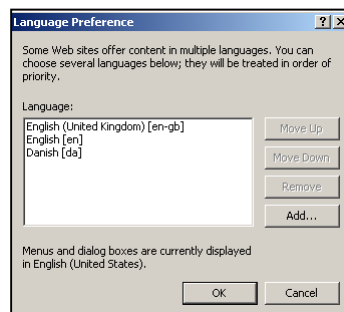 Language Preference
Some Web sites offer content in multiple languages. You can
choose several languages below; they will be treated in order of
priority.
Language:
English (United Kingdom) [en-gb]
English [en]
Danish [da]
Move Up
Move Down
Remove
Add...
Menus and dialog boxes are currently displayed
in English (United States).
OK
Cancel